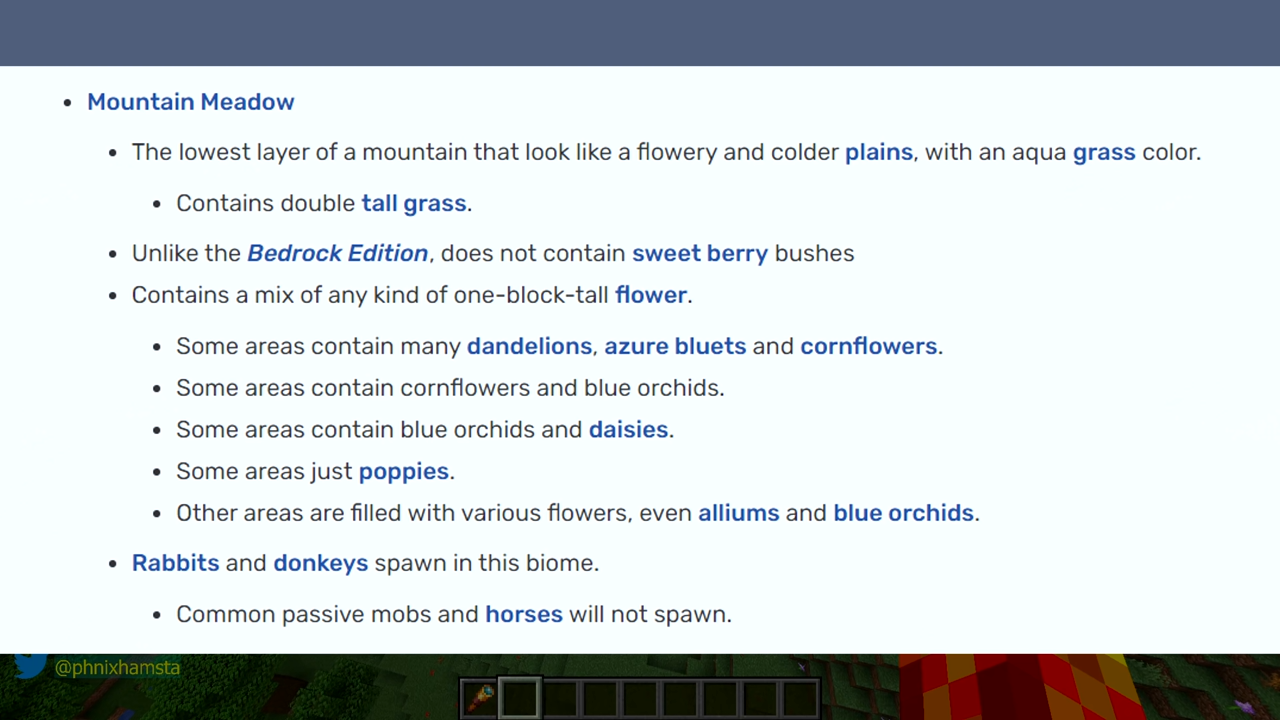 Mountain Meadow
The lowest layer of a mountain that look like a flowery and colder plains, with an aqua grass color.
Contains double tall grass.
Unlike the Bedrock Edition, does not contain sweet berry bushes
Contains a mix of any kind of one-block-tall flower.
Some areas contain many dandelions, azure bluets and cornflowers.
Some areas contain cornflowers and blue orchids.
Some areas contain blue orchids and daisies.
Some areas just poppies.
Other areas are filled with various flowers, even alliums and blue orchids.
Rabbits and donkeys spawn in this biome.
Common passive mobs and horses will not spawn.
@phnixhamsta